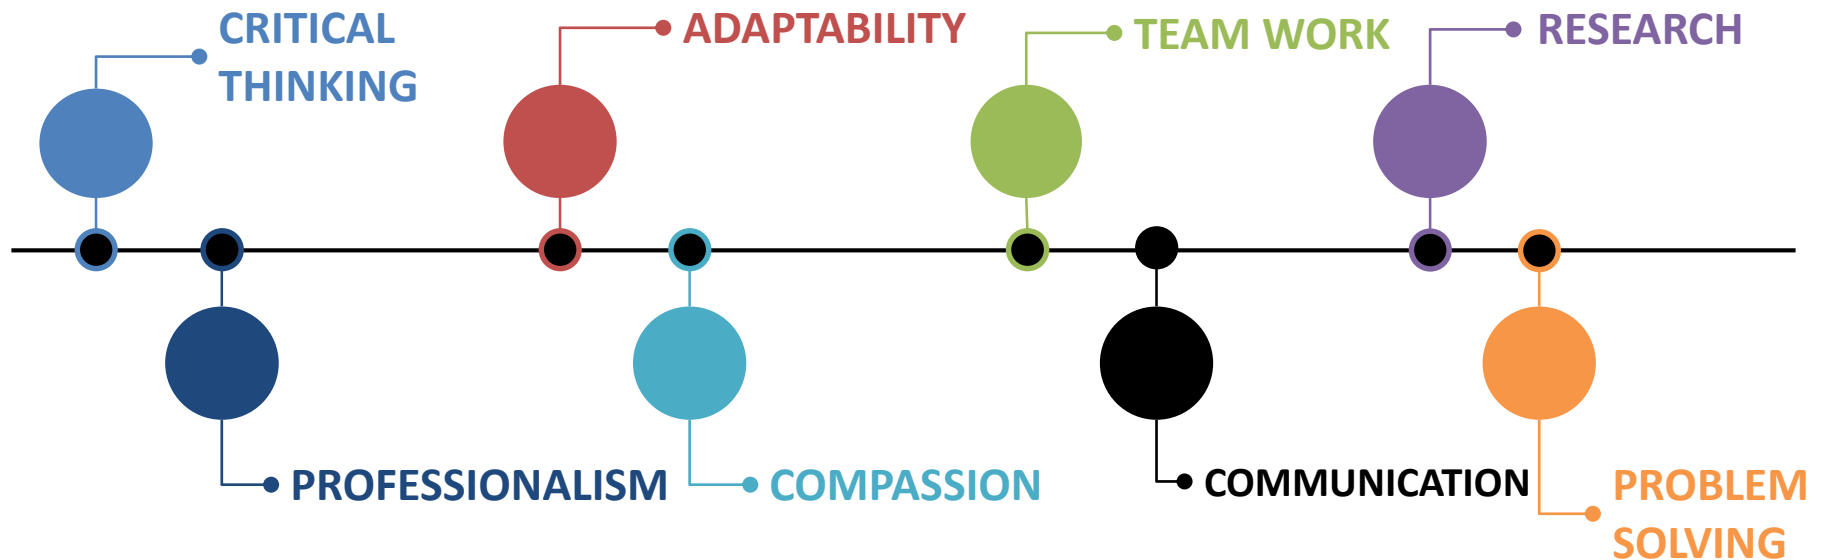 CRITICAL
THINKING
ADAPTABILITY
TEAM WORK
RESEARCH
PROFESSIONALISM
COMPASSION
COMMUNICATION
PROBLEM
SOLVING